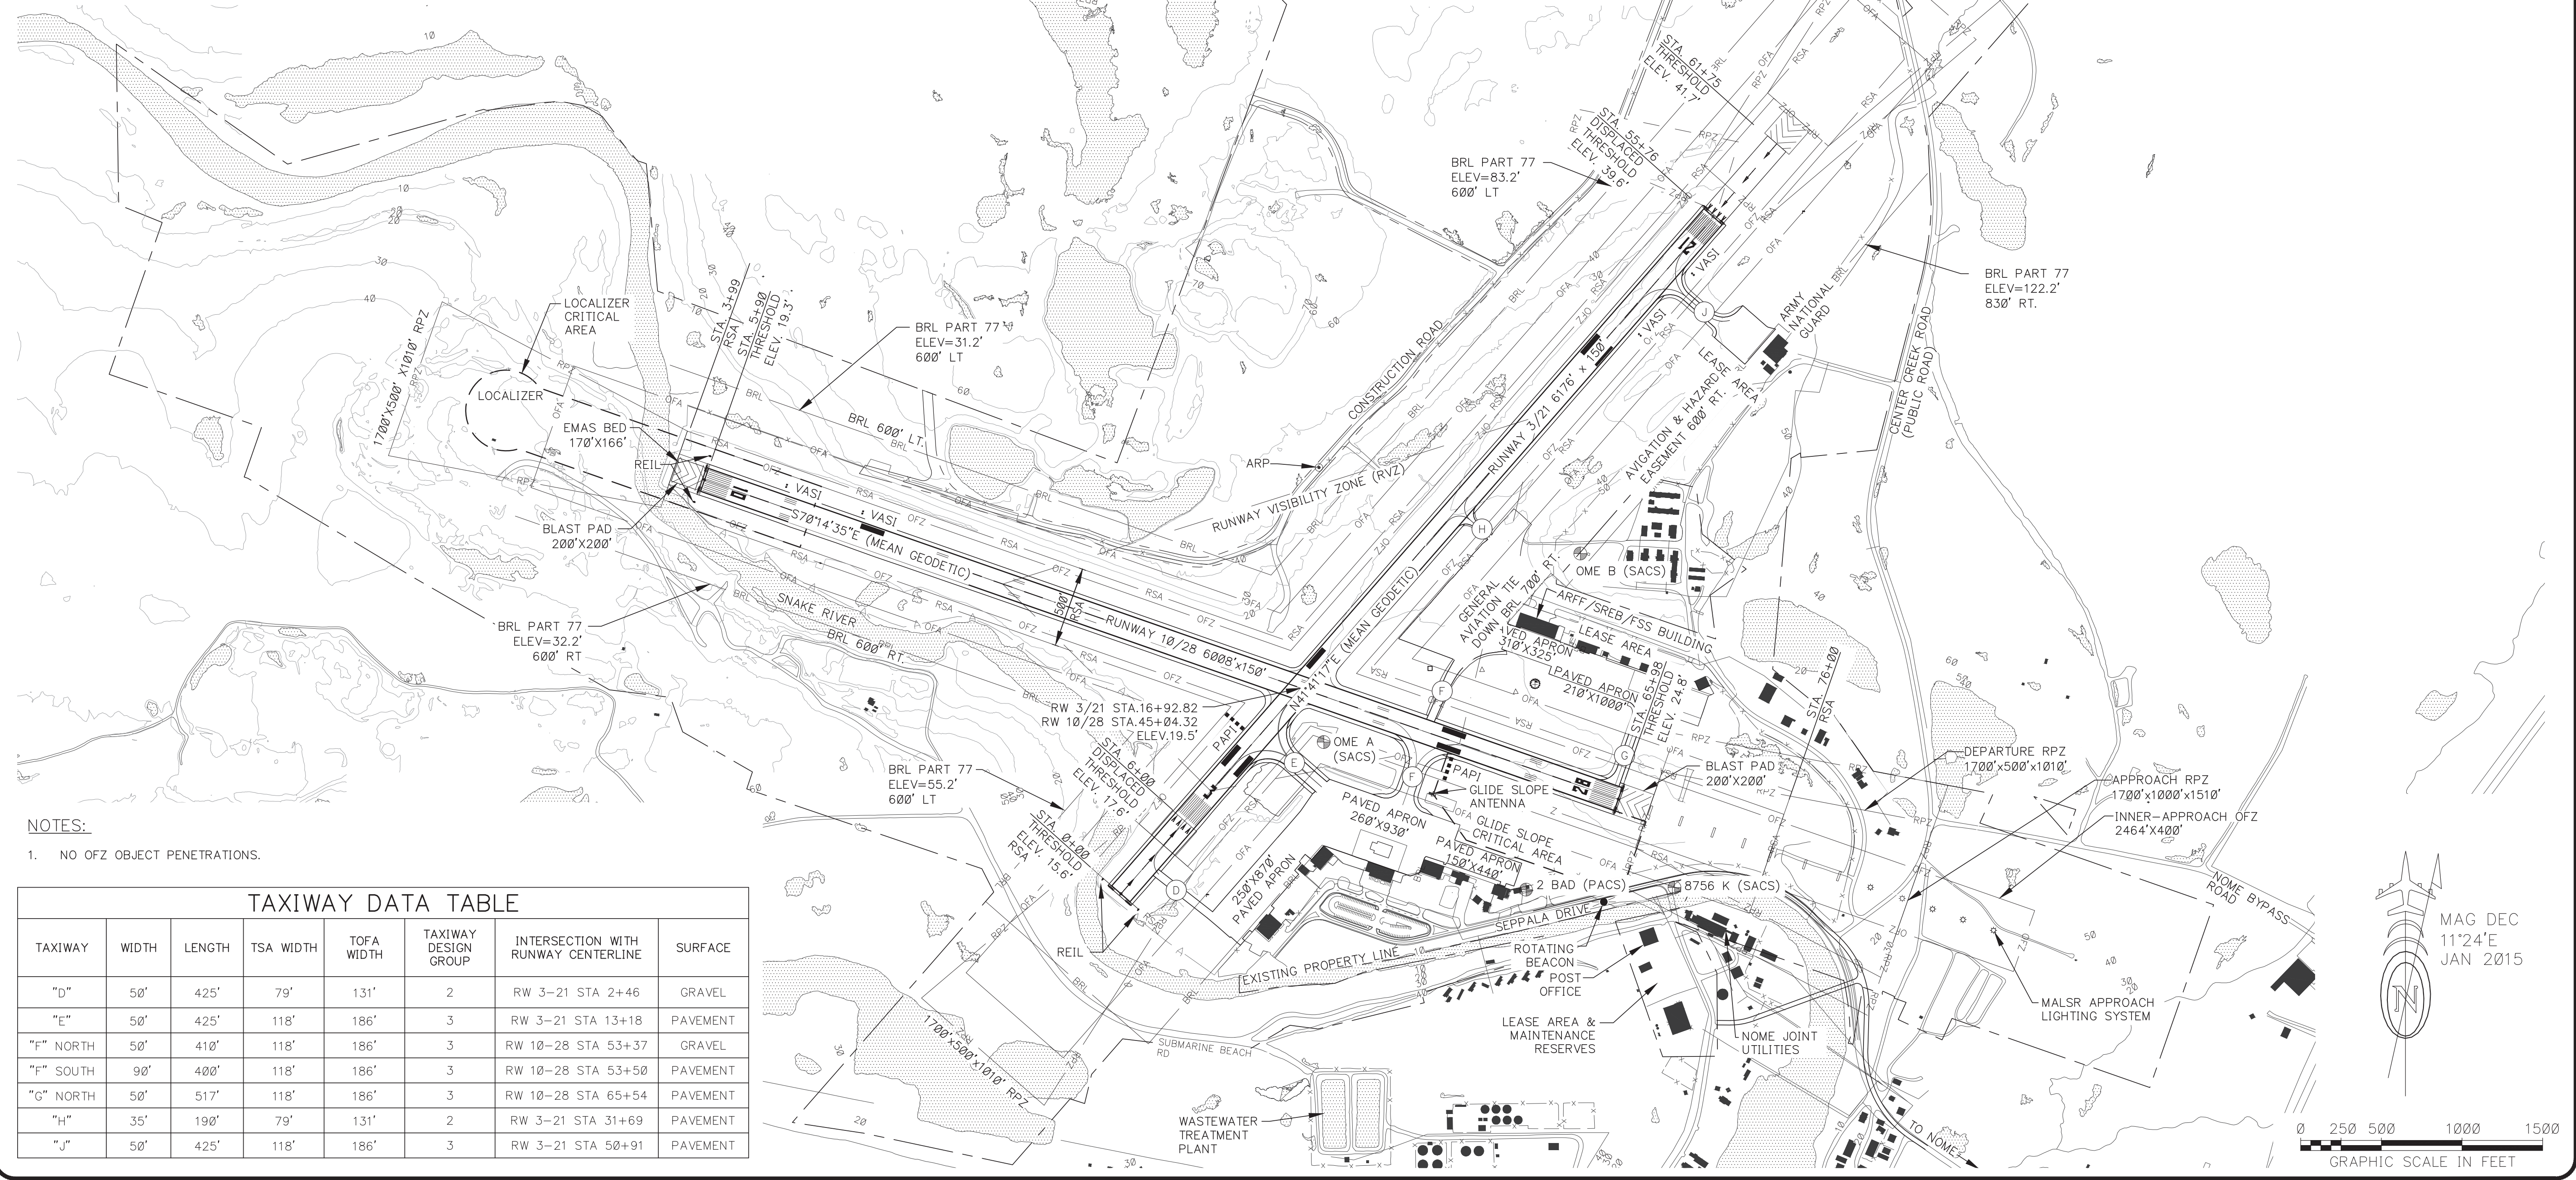 STA. 61+75
THRESHOLD
ELEV. 41.7'
STA. 55+76
DISPLACED
THRESHOLD
ELEV. 39.6'
BRL PART 77
ELEV=83.2'
600' LT
BRL PART 77
ELEV=122.2'
830' RT.
21
VASI
VASI
J
ARMY
NATIONAL
GUARD
LEASE AREA
CENTER CREEK ROAD
(PUBLIC ROAD)
AVIGATION & HAZARD
EASEMENT 600' RT.
CONSTRUCTION ROAD
RUNWAY 3/21 6176' x 150'
ARP
RUNWAY VISIBILITY ZONE (RVZ)
H
LOCALIZER
CRITICAL
AREA
LOCALIZER
1700'X500' X1010' RPZ
STA. 3+99
RSA
STA. 5+90
THRESHOLD
ELEV. 19.3'
BRL PART 77
ELEV=31.2'
600' LT
BRL 600' LT.
EMAS BED
170'X166'
REIL
BLAST PAD
200'X200'
10
VASI
VASI
S70°14'35"E (MEAN GEODETIC)
500'
RSA
RUNWAY 10/28 6008'x150'
N41°41'17"E (MEAN GEODETIC)
SNAKE RIVER
BRL 600' RT.
BRL PART 77
ELEV=32.2'
600' RT
OME B (SACS)
GENERAL
AVIATION TIE
DOWN
BRL 700' RT.
ARFF/SREB/FSS BUILDING
LEASE AREA
PAVED APRON
310'X325'
PAVED APRON
210'X1000'
F
STA. 65+98
THRESHOLD
ELEV. 24.8'
STA. 76+00
RSA
G
RW 3/21 STA.16+92.82
RW 10/28 STA.45+04.32
ELEV.19.5'
PAPI
OME A
(SACS)
E
F
PAPI
GLIDE SLOPE
ANTENNA
28
BLAST PAD
200'X200'
DEPARTURE RPZ
1700'x500'x1010'
APPROACH RPZ
1700'x1000'x1510'
INNER-APPROACH OFZ
2464'X400'
BRL PART 77
ELEV=55.2'
600' LT
STA. 6+00
DISPLACED
THRESHOLD
ELEV. 17.6'
STA. 0+00
THRESHOLD
ELEV. 15.6'
RSA
3
D
REIL
PAVED APRON
260'X930'
GLIDE SLOPE
CRITICAL AREA
PAVED APRON
150'X440'
250'X870'
PAVED APRON
2 BAD (PACS)
8756 K (SACS)
SEPPALA DRIVE
EXISTING PROPERTY LINE
ROTATING
BEACON
POST
OFFICE
LEASE AREA &
MAINTENANCE
RESERVES
NOME JOINT
UTILITIES
MALSR APPROACH
LIGHTING SYSTEM
NOME BYPASS
ROAD
TO NOME
SUBMARINE BEACH
RD
1700'x500'x1010' RPZ
WASTEWATER
TREATMENT
PLANT
MAG DEC
11°24'E
JAN 2015
N
0 250 500 1000 1500
GRAPHIC SCALE IN FEET
NOTES:
1. NO OFZ OBJECT PENETRATIONS.
TAXIWAY DATA TABLE
TAXIWAY WIDTH LENGTH TSA WIDTH TOFA WIDTH TAXIWAY DESIGN GROUP INTERSECTION WITH RUNWAY CENTERLINE SURFACE
"D" 50' 425' 79' 131' 2 RW 3-21 STA 2+46 GRAVEL
"E" 50' 425' 118' 186' 3 RW 3-21 STA 13+18 PAVEMENT
"F" NORTH 50' 410' 118' 186' 3 RW 10-28 STA 53+37 GRAVEL
"F" SOUTH 90' 400' 118' 186' 3 RW 10-28 STA 53+50 PAVEMENT
"G" NORTH 50' 517' 118' 186' 3 RW 10-28 STA 65+54 PAVEMENT
"H" 35' 190' 79' 131' 2 RW 3-21 STA 31+69 PAVEMENT
"J" 50' 425' 118' 186' 3 RW 3-21 STA 50+91 PAVEMENT